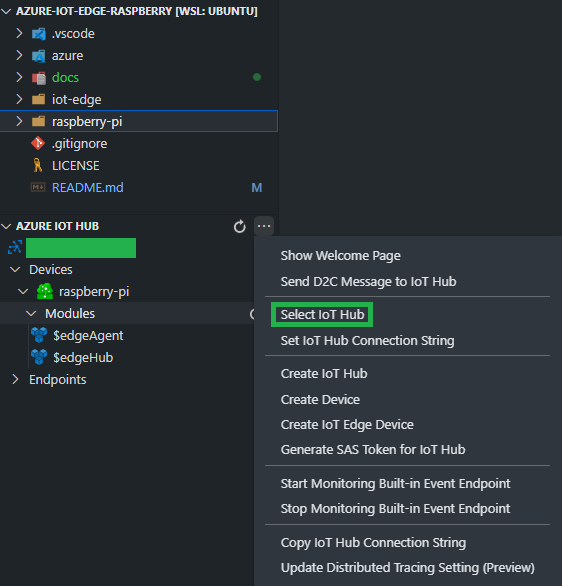 AZURE-IOT-EDGE-RASPBERRY [WSL: UBUNTU]
.vscode
azure
docs
iot-edge
raspberry-pi
.gitignore
LICENSE
README.md M
AZURE IOT HUB
Devices
raspberry-pi
Modules
$edgeAgent
$edgeHub
Endpoints
Show Welcome Page
Send D2C Message to IoT Hub
Select IoT Hub
Set IoT Hub Connection String
Create IoT Hub
Create Device
Create IoT Edge Device
Generate SAS Token for IoT Hub
Start Monitoring Built-in Event Endpoint
Stop Monitoring Built-in Event Endpoint
Copy IoT Hub Connection String
Update Distributed Tracing Setting (Preview)